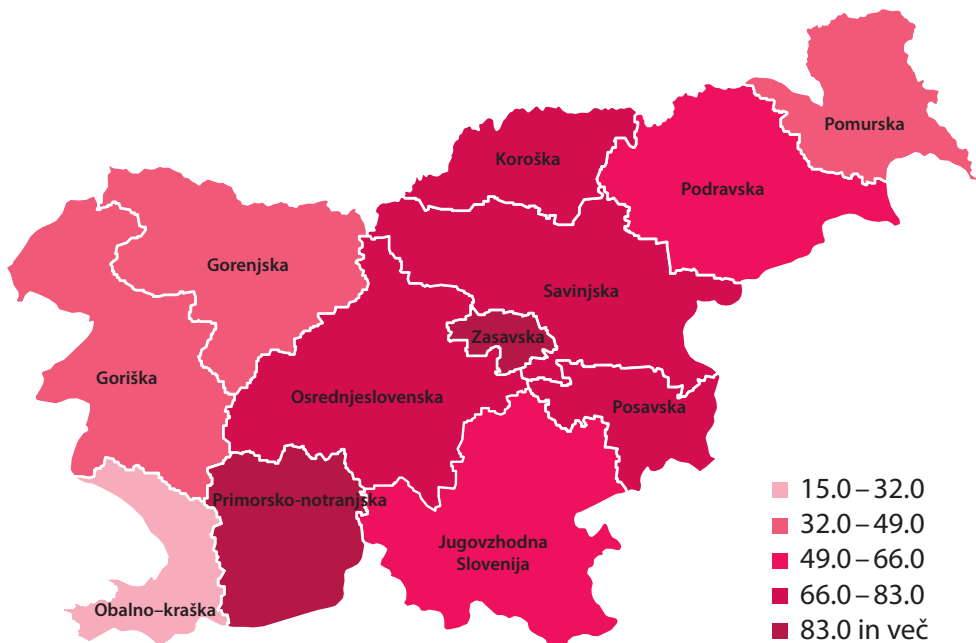 Pomurska
Koroška
Podravska
Gorenjska
Savinjska
Zasavska
Goriška
Osrednjeslovenska
Posavska
Primorsko-notranjska
Jugovzhodna
Slovenija
Obalno–kraška
15.0–32.0
32.0–49.0
49.0–66.0
66.0–83.0
83.0 in več